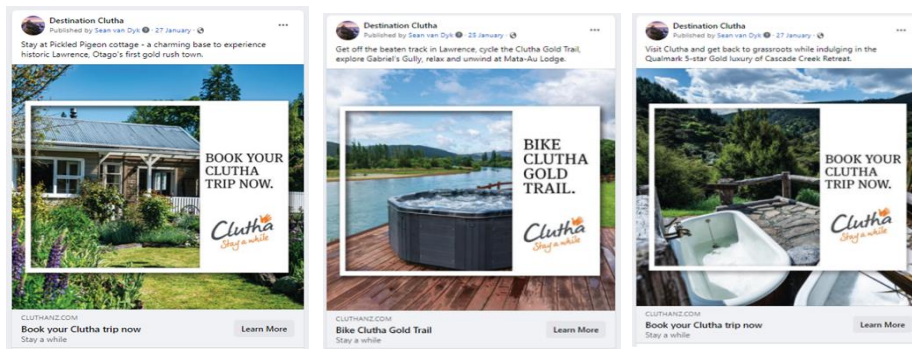 Destination Clutha
Published by Sean van Dyk · 27 January ·
Stay at Pickled Pigeon cottage - a charming base to experience
historic Lawrence, Otago's first gold rush town.
BOOK YOUR
CLUTHA
TRIP NOW.
Clutha
Stay a while
CLUTHANZ.COM
Book your Clutha trip now
Learn More
Stay a while
Destination Clutha
Published by Sean van Dyk · 25 January ·
Get off the beaten track in Lawrence, cycle the Clutha Gold Trail,
explore Gabriel's Gully, relax and unwind at Mata-Au Lodge.
BIKE
CLUTHA
GOLD
TRAIL.
Clutha
Stay a while
CLUTHANZ.COM
Bike Clutha Gold Trail
Learn More
Stay a while
Destination Clutha
Published by Sean van Dyk · 27 January ·
Visit Clutha and get back to grassroots while indulging in the
Qualmark 5-star Gold luxury of Cascade Creek Retreat.
BOOK YOUR
CLUTHA
TRIP NOW.
Clutha
Stay a while
CLUTHANZ.COM
Book your Clutha trip now
Learn More
Stay a while